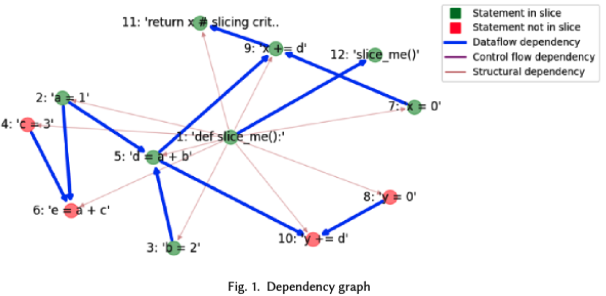 11: 'return x # slicing crit..
9: 'x += d'
12: 'slice_me()'
Statement in slice
Statement not in slice
Dataflow dependency
Control flow dependency
Structural dependency
2: 'a = 1'
7: 'x = 0'
4: 'c = 3'
1: 'def slice_me():'
5: 'd = a + b'
8: 'y = 0'
6: 'e = a + c'
10: 'y += d'
3: 'b = 2'
Fig. 1. Dependency graph